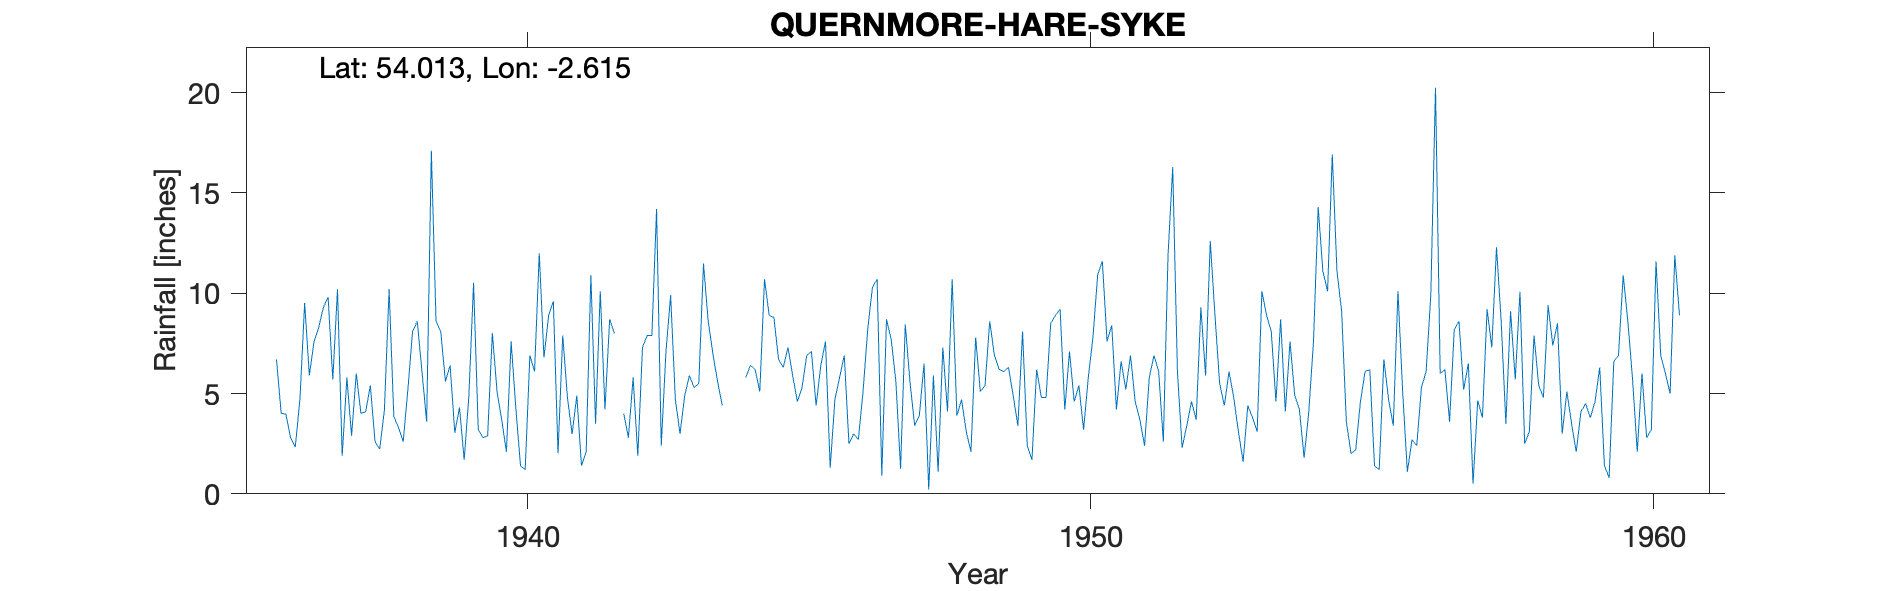 QUERNMORE-HARE-SYKE
Lat: 54.013, Lon: -2.615
Rainfall [inches]
20
15
10
5
0
1940 1950 1960
Year